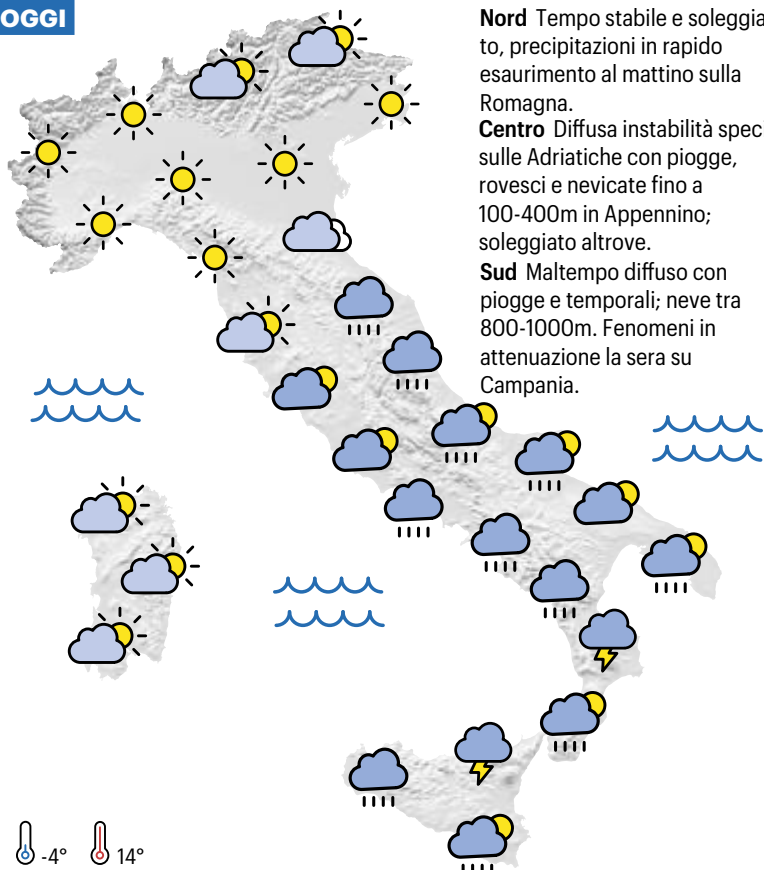 OGGI
Nord Tempo stabile e soleggia
to, precipitazioni in rapido
esaurimento al mattino sulla
Romagna.
Centro Diffusa instabilità speci
sulle Adriatiche con piogge,
rovesci e nevicate fino a
100-400m in Appennino;
soleggiato altrove.
Sud Maltempo diffuso con
piogge e temporali; neve tra
800-1000m. Fenomeni in
attenuazione la sera su
Campania.
-4° 14°